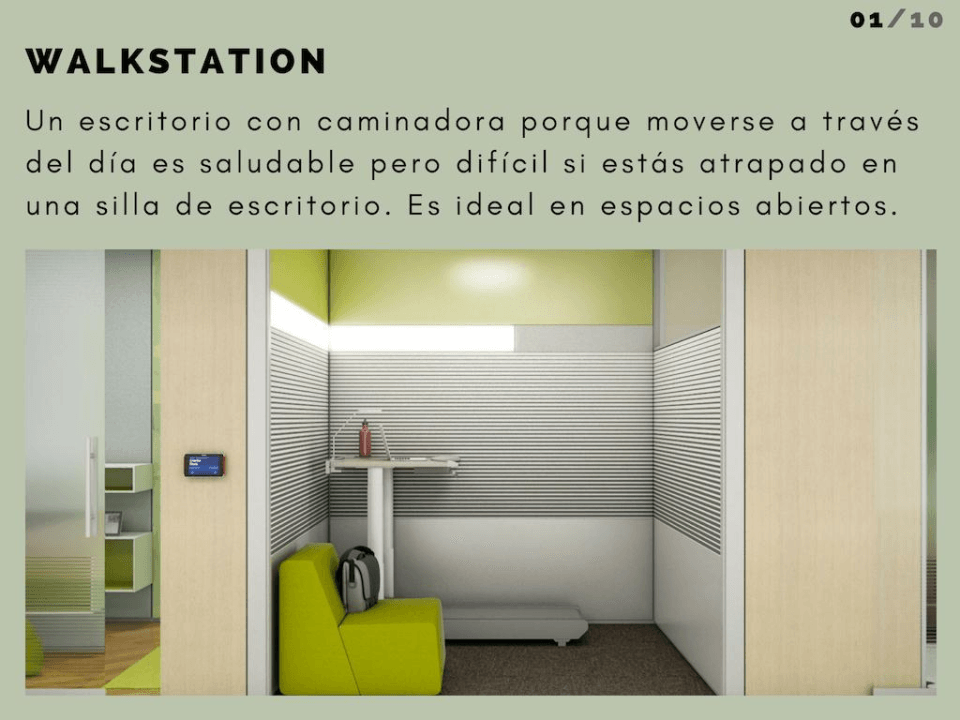 01/10
WALKSTATION
Un escritorio con caminadora porque moverse a través
del día es saludable pero difícil si estás atrapado en
una silla de escritorio. Es ideal en espacios abiertos.